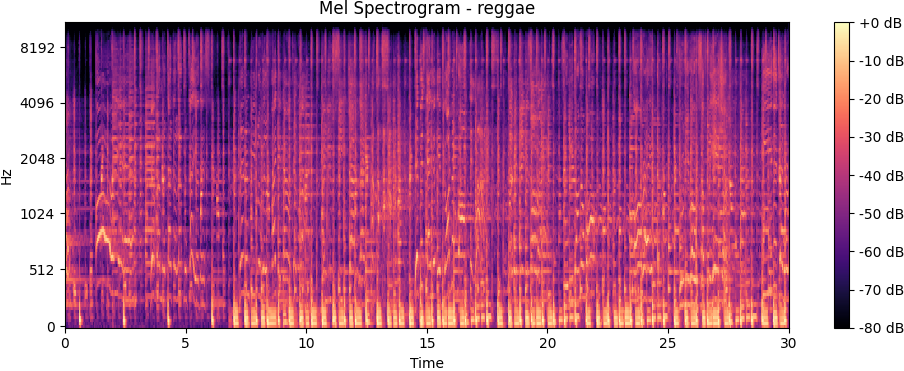 Mel Spectrogram - reggae
+0 dB
8192
-10 dB
4096
-20 dB
-30 dB
2048
Hz
-40 dB
1024
-50 dB
512
-60 dB
-70 dB
0
-80 dB
0 5 10 15 20 25 30
Time